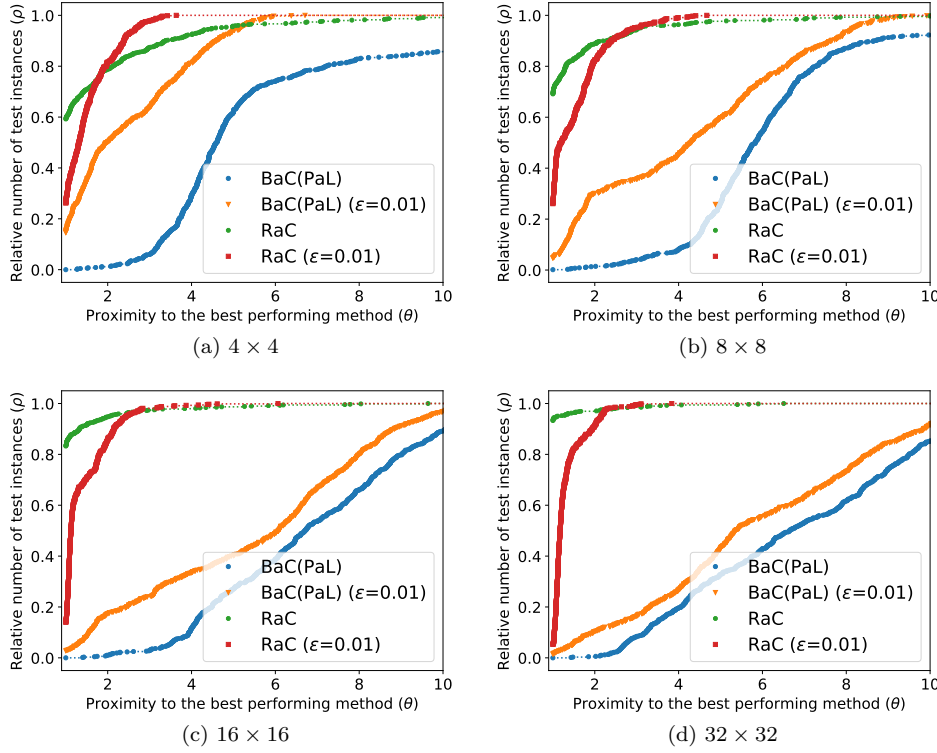 Relative number of test instances (ρ)
1.0
0.8
0.6
0.4
0.2
0.0
BaC(PaL)
BaC(PaL) (ε=0.01)
RaC
RaC (ε=0.01)
2 4 6 8 10
Proximity to the best performing method (θ)
(a) 4 × 4
Relative number of test instances (ρ)
1.0
0.8
0.6
0.4
0.2
0.0
BaC(PaL)
BaC(PaL) (ε=0.01)
RaC
RaC (ε=0.01)
2 4 6 8 10
Proximity to the best performing method (θ)
(b) 8 × 8
Relative number of test instances (ρ)
1.0
0.8
0.6
0.4
0.2
0.0
BaC(PaL)
BaC(PaL) (ε=0.01)
RaC
RaC (ε=0.01)
2 4 6 8 10
Proximity to the best performing method (θ)
(c) 16 × 16
Relative number of test instances (ρ)
1.0
0.8
0.6
0.4
0.2
0.0
BaC(PaL)
BaC(PaL) (ε=0.01)
RaC
RaC (ε=0.01)
2 4 6 8 10
Proximity to the best performing method (θ)
(d) 32 × 32